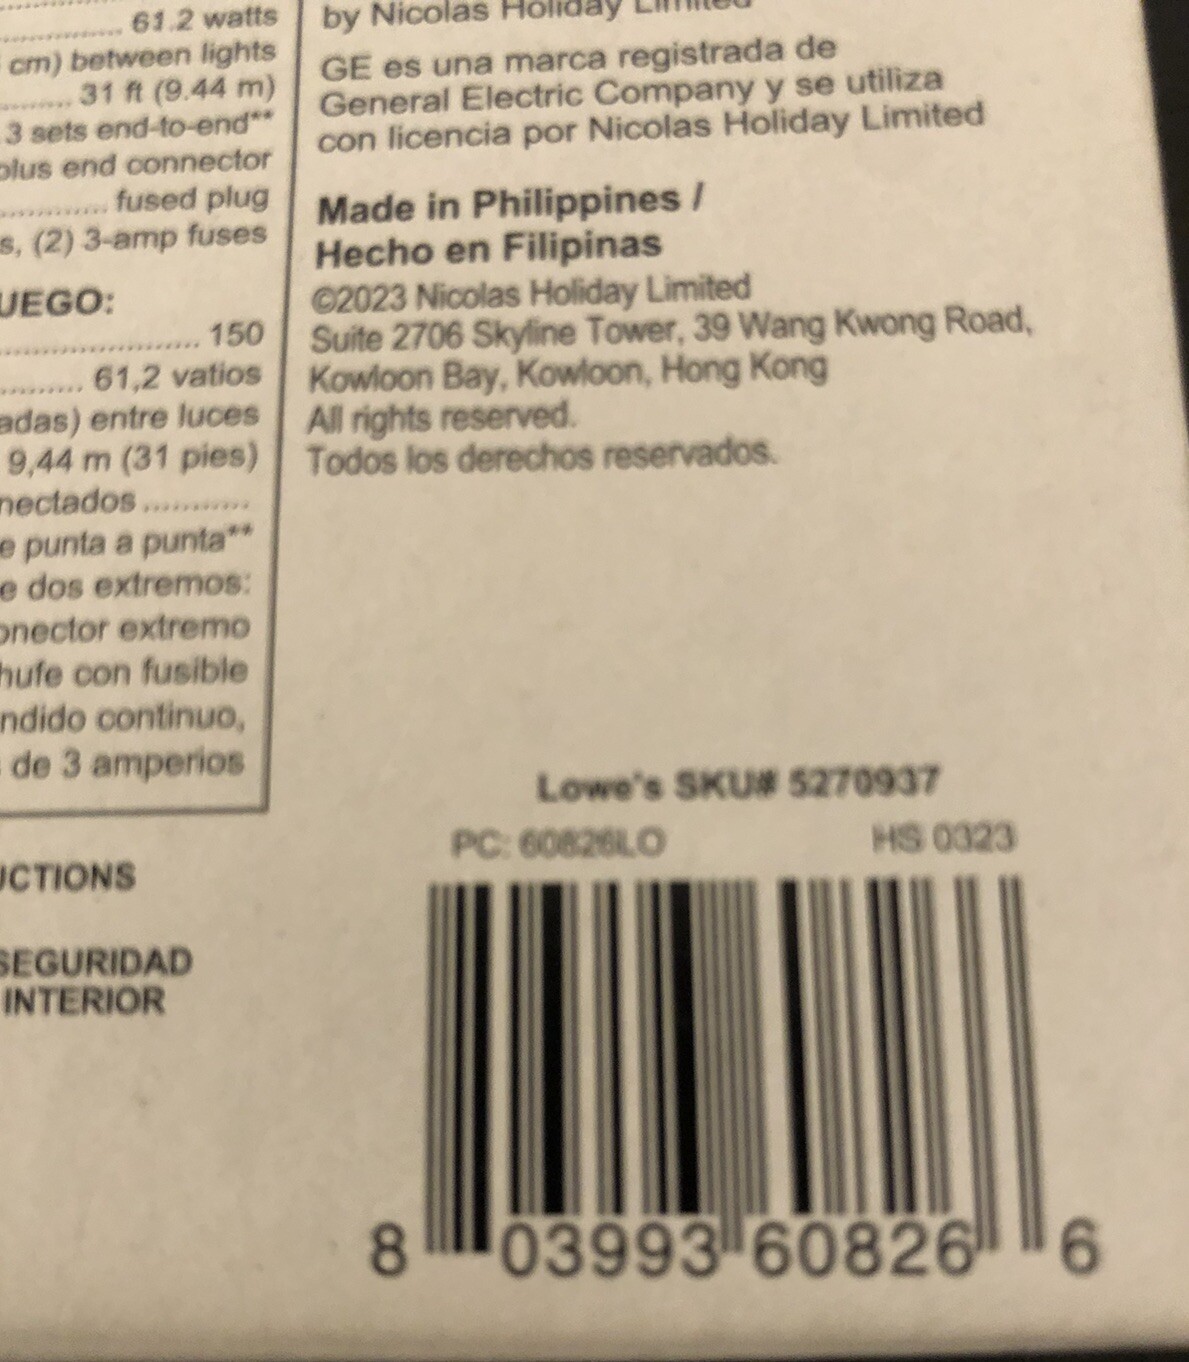 61.2 watts
cm) between lights
31 ft (9.44 m)
3 sets end-to-end**
plus end connector
fused plug
s, (2) 3-amp fuses
UEGO:
150
61,2 vatios
adas) entre luces
9,44 m (31 pies)
nectados
e punta a punta**
e dos extremos:
onector extremo
hufe con fusible
ndido continuo,
de 3 amperios
UCTIONS
SEGURIDAD
INTERIOR
by Nicolas Holiday Limited
GE es una marca registrada de
General Electric Company y se utiliza
con licencia por Nicolas Holiday Limited
Made in Philippines /
Hecho en Filipinas
©2023 Nicolas Holiday Limited
Suite 2706 Skyline Tower, 39 Wang Kwong Road,
Kowloon Bay, Kowloon, Hong Kong
All rights reserved.
Todos los derechos reservados.
Lowe's SKU# 5270937
PC: 60826LO HS 0323
8 03993 60826 6